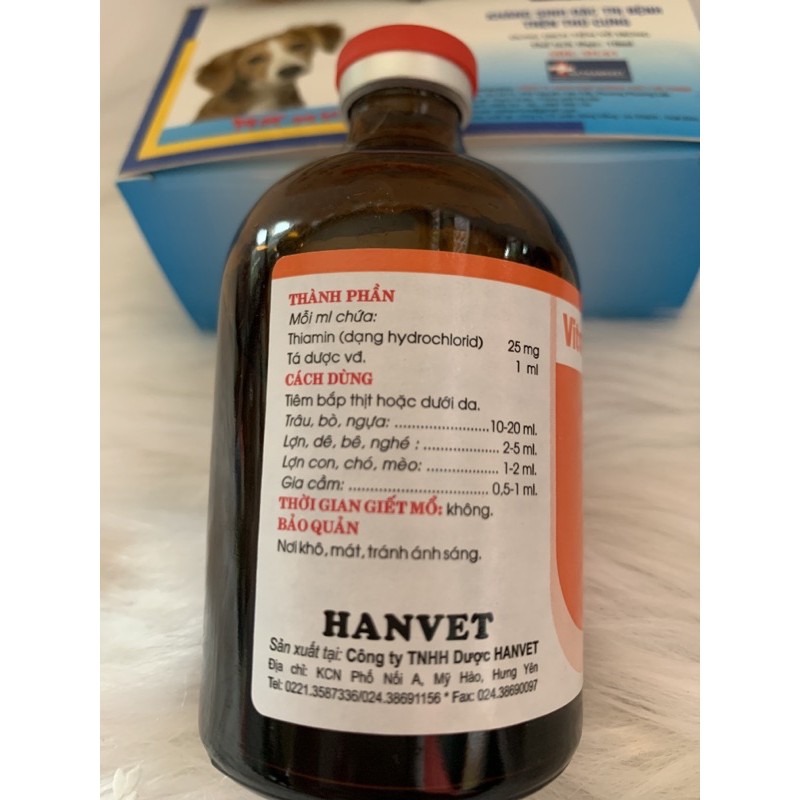 TRÊN THÚ CƯNG
THÀNH PHẦN
Mỗi ml chứa:
Thiamin (dạng hydrochlorid) 25 mg
Tá dược vđ. 1 ml
CÁCH DÙNG
Tiêm bắp thịt hoặc dưới da.
Trâu, bò, ngựa: ......................10-20 ml.
Lợn, dê, bê, nghé : ................... 2-5 ml.
Lợn con, chó, mèo: .................. 1-2 ml.
Gia cầm: ................................. 0,5-1 ml.
THỜI GIAN GIẾT MỔ: không.
BẢO QUẢN
Nơi khô, mát, tránh ánh sáng.
HANVET
Sản xuất tại: Công ty TNHH Dược HANVET
Địa chỉ: KCN Phố Nối A, Mỹ Hào, Hưng Yên
Tel: 0221.3587336/024.38691156 * Fax: 024.38690097